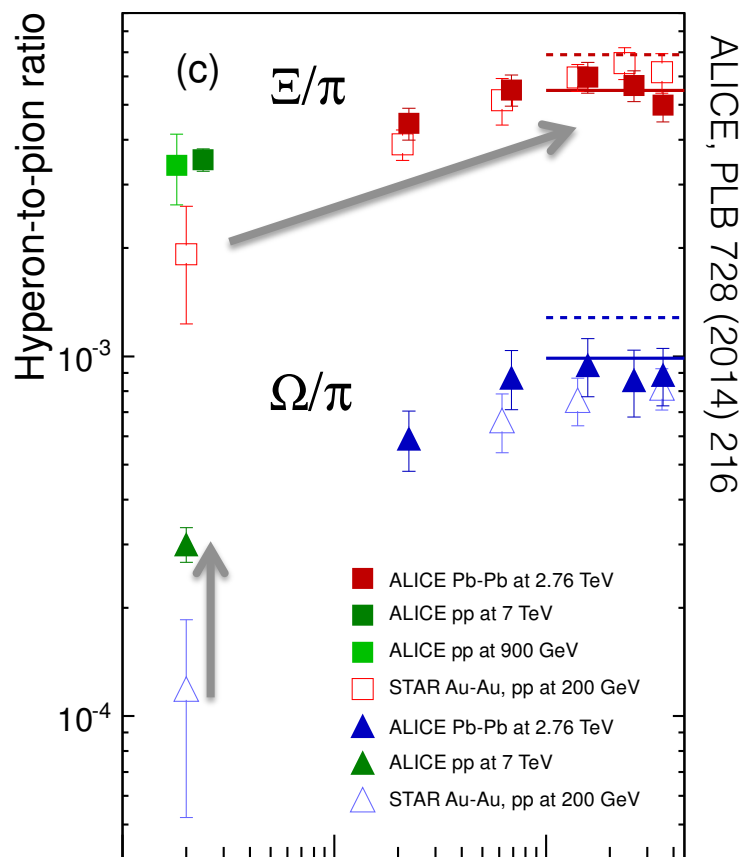 (c)
Ξ/π
Hyperon-to-pion ratio
10⁻³
Ω/π
10⁻⁴
ALICE Pb-Pb at 2.76 TeV
ALICE pp at 7 TeV
ALICE pp at 900 GeV
STAR Au-Au, pp at 200 GeV
ALICE Pb-Pb at 2.76 TeV
ALICE pp at 7 TeV
STAR Au-Au, pp at 200 GeV
ALICE, PLB 728 (2014) 216